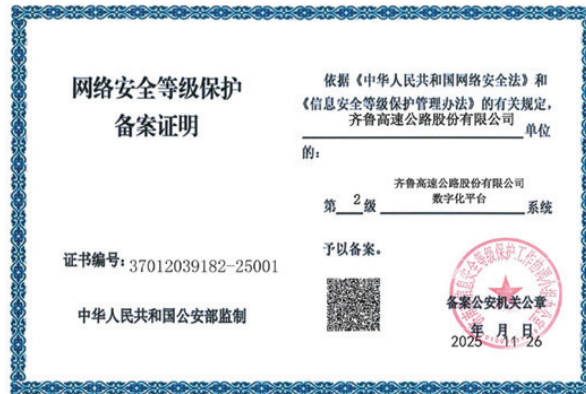 网络安全等级保护
备案证明
证书编号：37012039182-25001
中华人民共和国公安部监制
依据《中华人民共和国网络安全法》和
《信息安全等级保护管理办法》的有关规定，
齐鲁高速公路股份有限公司 单位
的：
齐鲁高速公路股份有限公司
第 2 级 数字化平台 系统
予以备案。
备案公安机关公章
年 月 日
2025 11 26